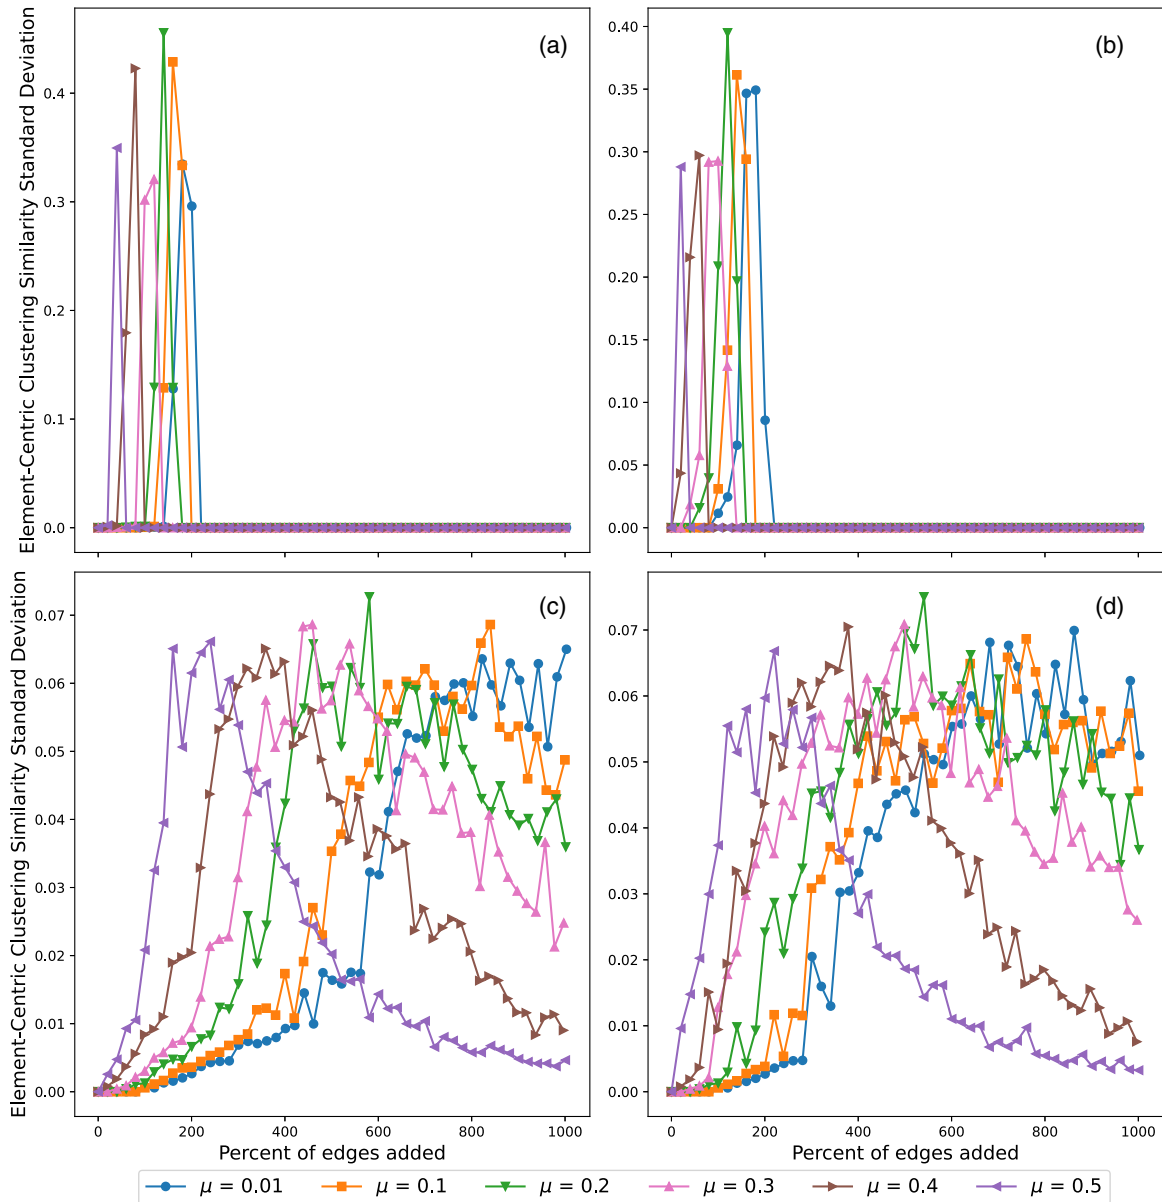 Element-Centric Clustering Similarity Standard Deviation
(a)
0.4
0.3
0.2
0.1
0.0
(b)
0.40
0.35
0.30
0.25
0.20
0.15
0.10
0.05
0.00
Element-Centric Clustering Similarity Standard Deviation
(c)
0.07
0.06
0.05
0.04
0.03
0.02
0.01
0.00
0 200 400 600 800 1000
Percent of edges added
(d)
0.07
0.06
0.05
0.04
0.03
0.02
0.01
0.00
0 200 400 600 800 1000
Percent of edges added
μ = 0.01 μ = 0.1 μ = 0.2 μ = 0.3 μ = 0.4 μ = 0.5